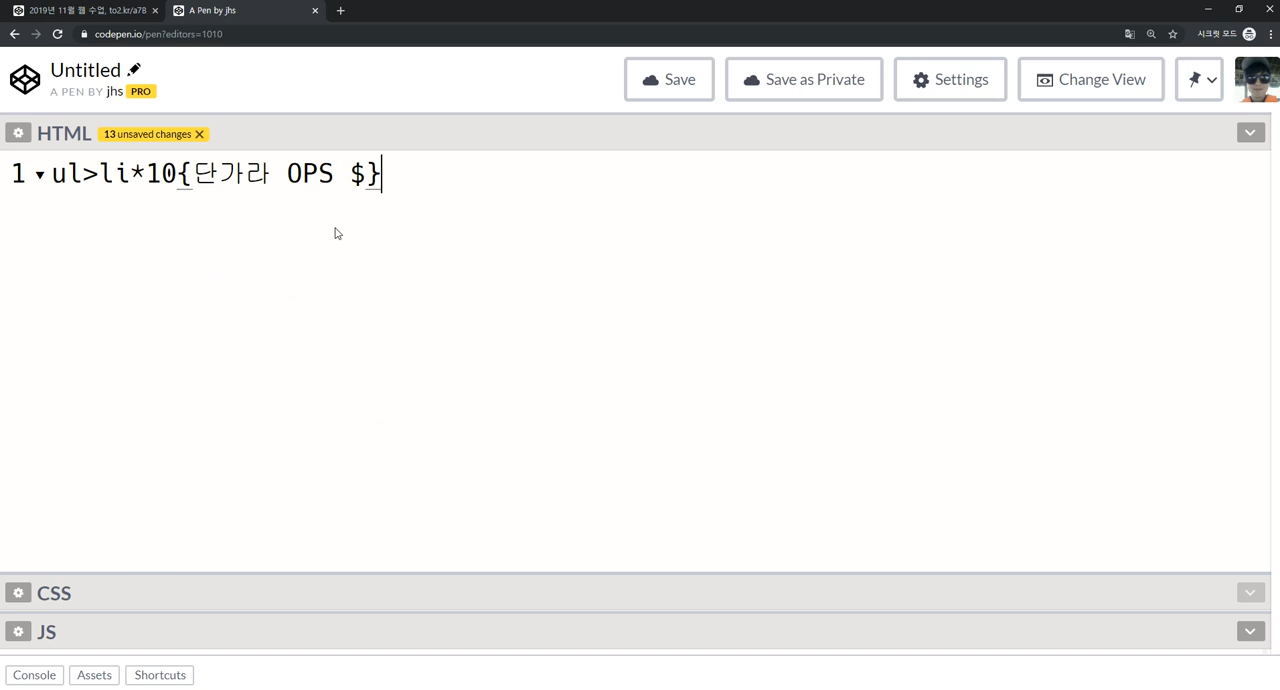 2019년 11월 웹 수업, to2.kr/a7B
A Pen by jhs
codepen.io/pen?editors=1010
시크릿 모드
Untitled
A PEN BY jhs PRO
Save
Save as Private
Settings
Change View
HTML
13 unsaved changes X
1 ul>li*10{단가라 OPS $}
CSS
JS
Console
Assets
Shortcuts